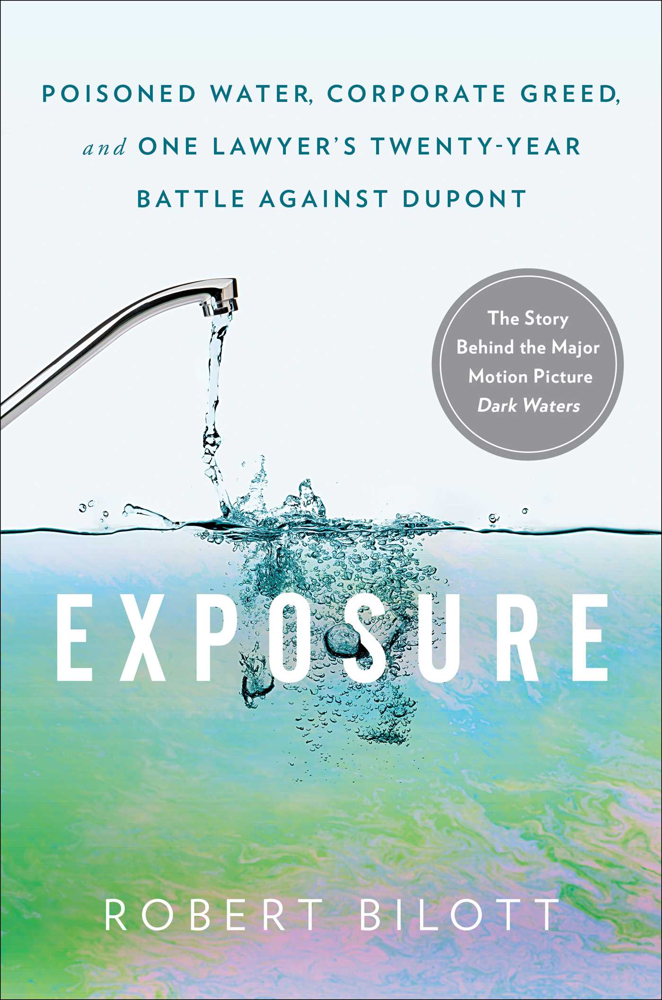 POISONED WATER, CORPORATE GREED,
and ONE LAWYER’S TWENTY-YEAR
BATTLE AGAINST DUPONT
The Story
Behind the Major
Motion Picture
Dark Waters
EXPOSURE
ROBERT BILOTT